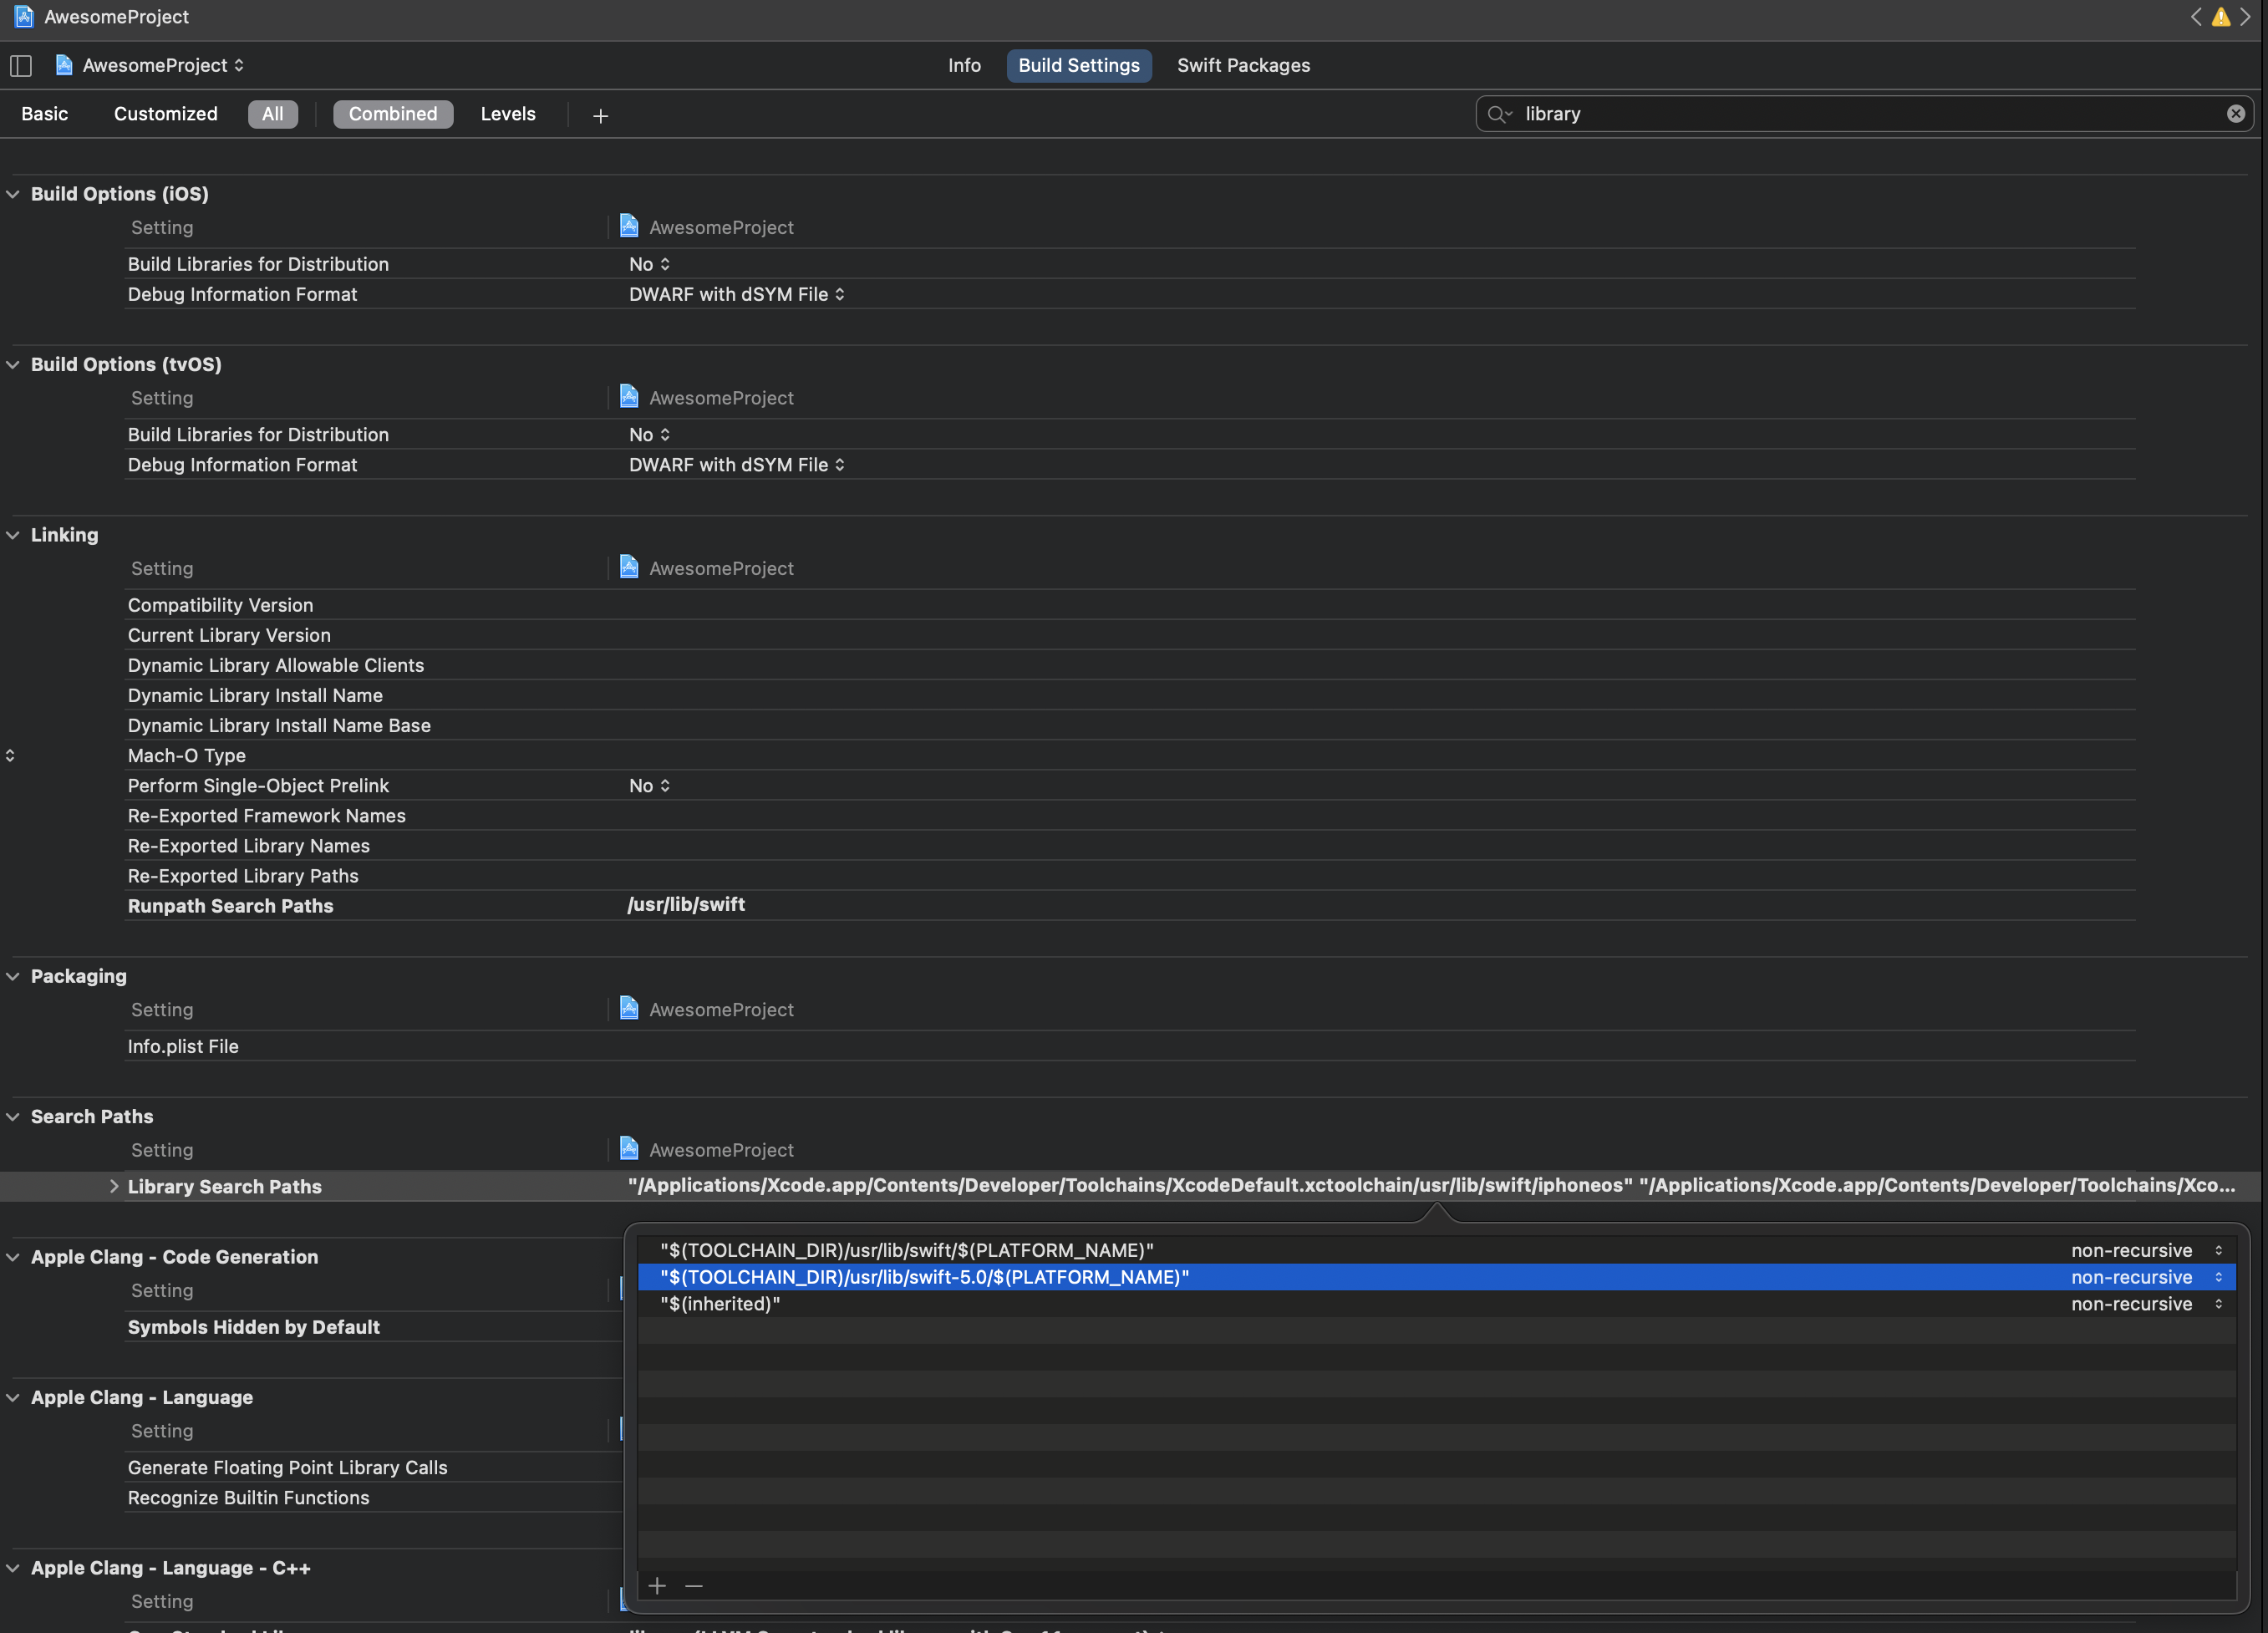 AwesomeProject
AwesomeProject
Info
Build Settings
Swift Packages
Basic
Customized
All
Combined
Levels
library
Build Options (iOS)
Setting AwesomeProject
Build Libraries for Distribution No
Debug Information Format DWARF with dSYM File
Build Options (tvOS)
Setting AwesomeProject
Build Libraries for Distribution No
Debug Information Format DWARF with dSYM File
Linking
Setting AwesomeProject
Compatibility Version
Current Library Version
Dynamic Library Allowable Clients
Dynamic Library Install Name
Dynamic Library Install Name Base
Mach-O Type
Perform Single-Object Prelink No
Re-Exported Framework Names
Re-Exported Library Names
Re-Exported Library Paths
Runpath Search Paths /usr/lib/swift
Packaging
Setting AwesomeProject
Info.plist File
Search Paths
Setting AwesomeProject
Library Search Paths "/Applications/Xcode.app/Contents/Developer/Toolchains/XcodeDefault.xctoolchain/usr/lib/swift/iphoneos" "/Applications/Xcode.app/Contents/Developer/Toolchains/Xco...
"$(TOOLCHAIN_DIR)/usr/lib/swift/$(PLATFORM_NAME)" non-recursive
"$(TOOLCHAIN_DIR)/usr/lib/swift-5.0/$(PLATFORM_NAME)" non-recursive
"$(inherited)" non-recursive
Apple Clang - Code Generation
Setting
Symbols Hidden by Default
Apple Clang - Language
Setting
Generate Floating Point Library Calls
Recognize Builtin Functions
Apple Clang - Language - C++
Setting